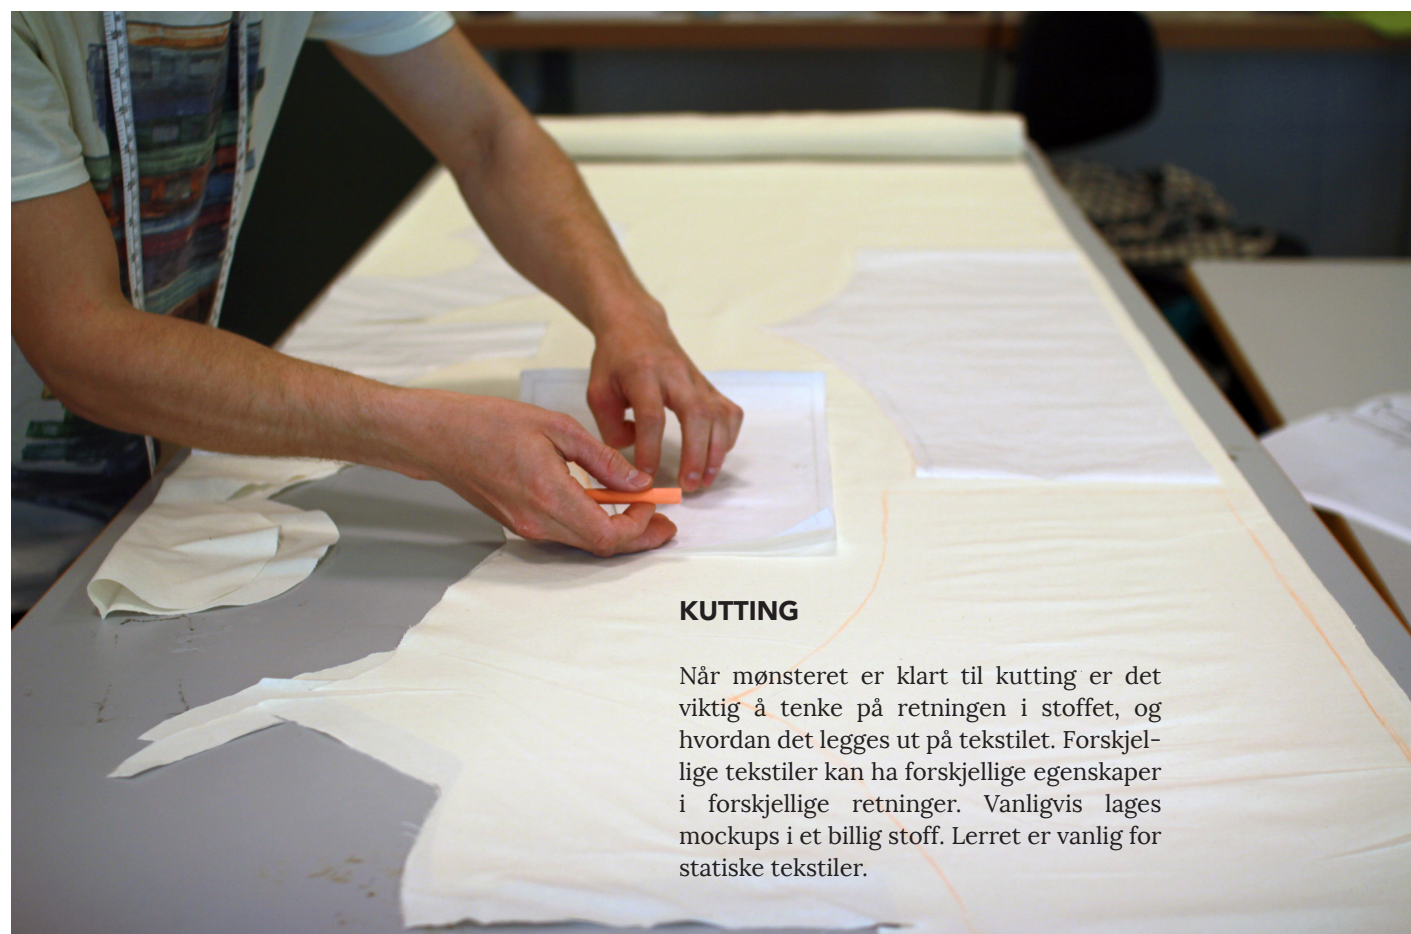 KUTTING
Når mønsteret er klart til kutting er det
viktig å tenke på retningen i stoffet, og
hvordan det legges ut på tekstilet. Forskjel-
lige tekstiler kan ha forskjellige egenskaper
i forskjellige retninger. Vanligvis lages
mockups i et billig stoff. Lerret er vanlig for
statiske tekstiler.